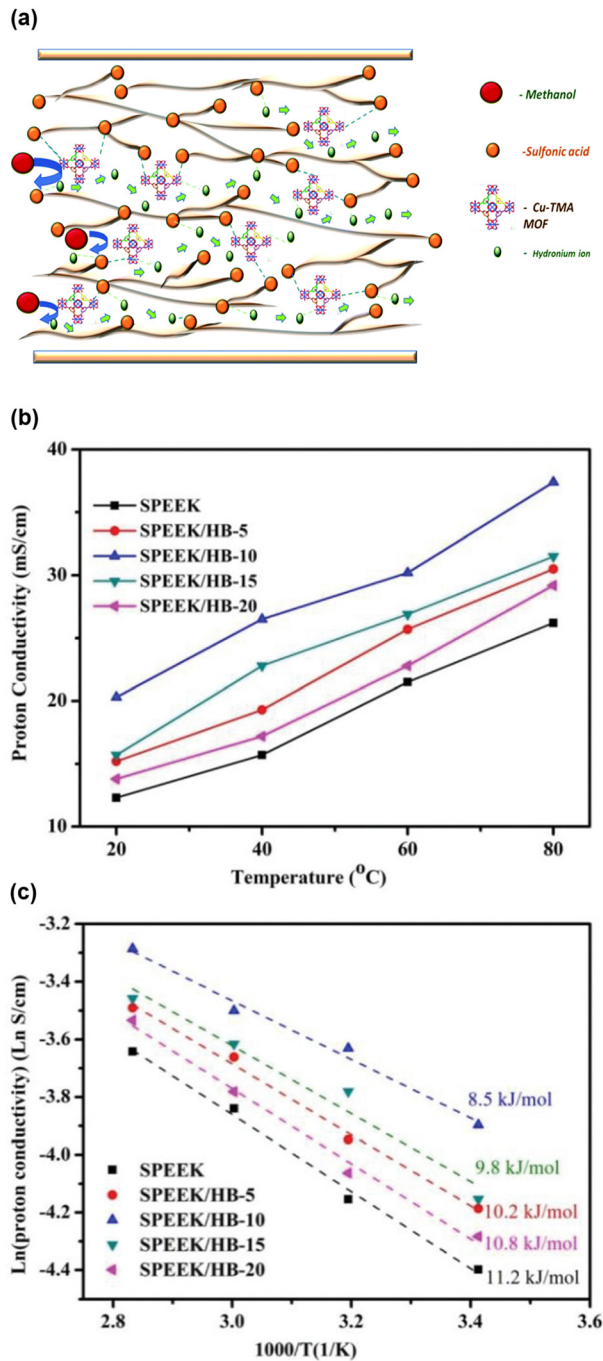 (a)
- Methanol
-Sulfonic acid
- Cu-TMA
MOF
- Hydronium ion
(b)
40
30
20
10
Proton Conductivity (mS/cm)
SPEEK
SPEEK/HB-5
SPEEK/HB-10
SPEEK/HB-15
SPEEK/HB-20
20 40 60 80
Temperature (°C)
(c)
-3.2
-3.4
-3.6
-3.8
-4.0
-4.2
-4.4
Ln(proton conductivity) (Ln S/cm)
8.5 kJ/mol
9.8 kJ/mol
10.2 kJ/mol
10.8 kJ/mol
11.2 kJ/mol
SPEEK
SPEEK/HB-5
SPEEK/HB-10
SPEEK/HB-15
SPEEK/HB-20
2.8 3.0 3.2 3.4 3.6
1000/T(1/K)